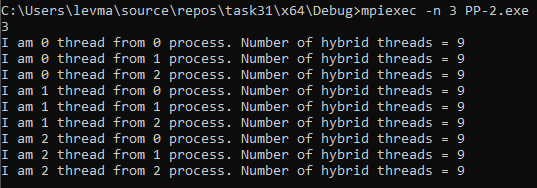 C:\Users\levma\source\repos\task31\x64\Debug>mpiexec -n 3 PP-2.exe
3
I am 0 thread from 0 process. Number of hybrid threads = 9
I am 0 thread from 1 process. Number of hybrid threads = 9
I am 0 thread from 2 process. Number of hybrid threads = 9
I am 1 thread from 0 process. Number of hybrid threads = 9
I am 1 thread from 1 process. Number of hybrid threads = 9
I am 1 thread from 2 process. Number of hybrid threads = 9
I am 2 thread from 0 process. Number of hybrid threads = 9
I am 2 thread from 1 process. Number of hybrid threads = 9
I am 2 thread from 2 process. Number of hybrid threads = 9